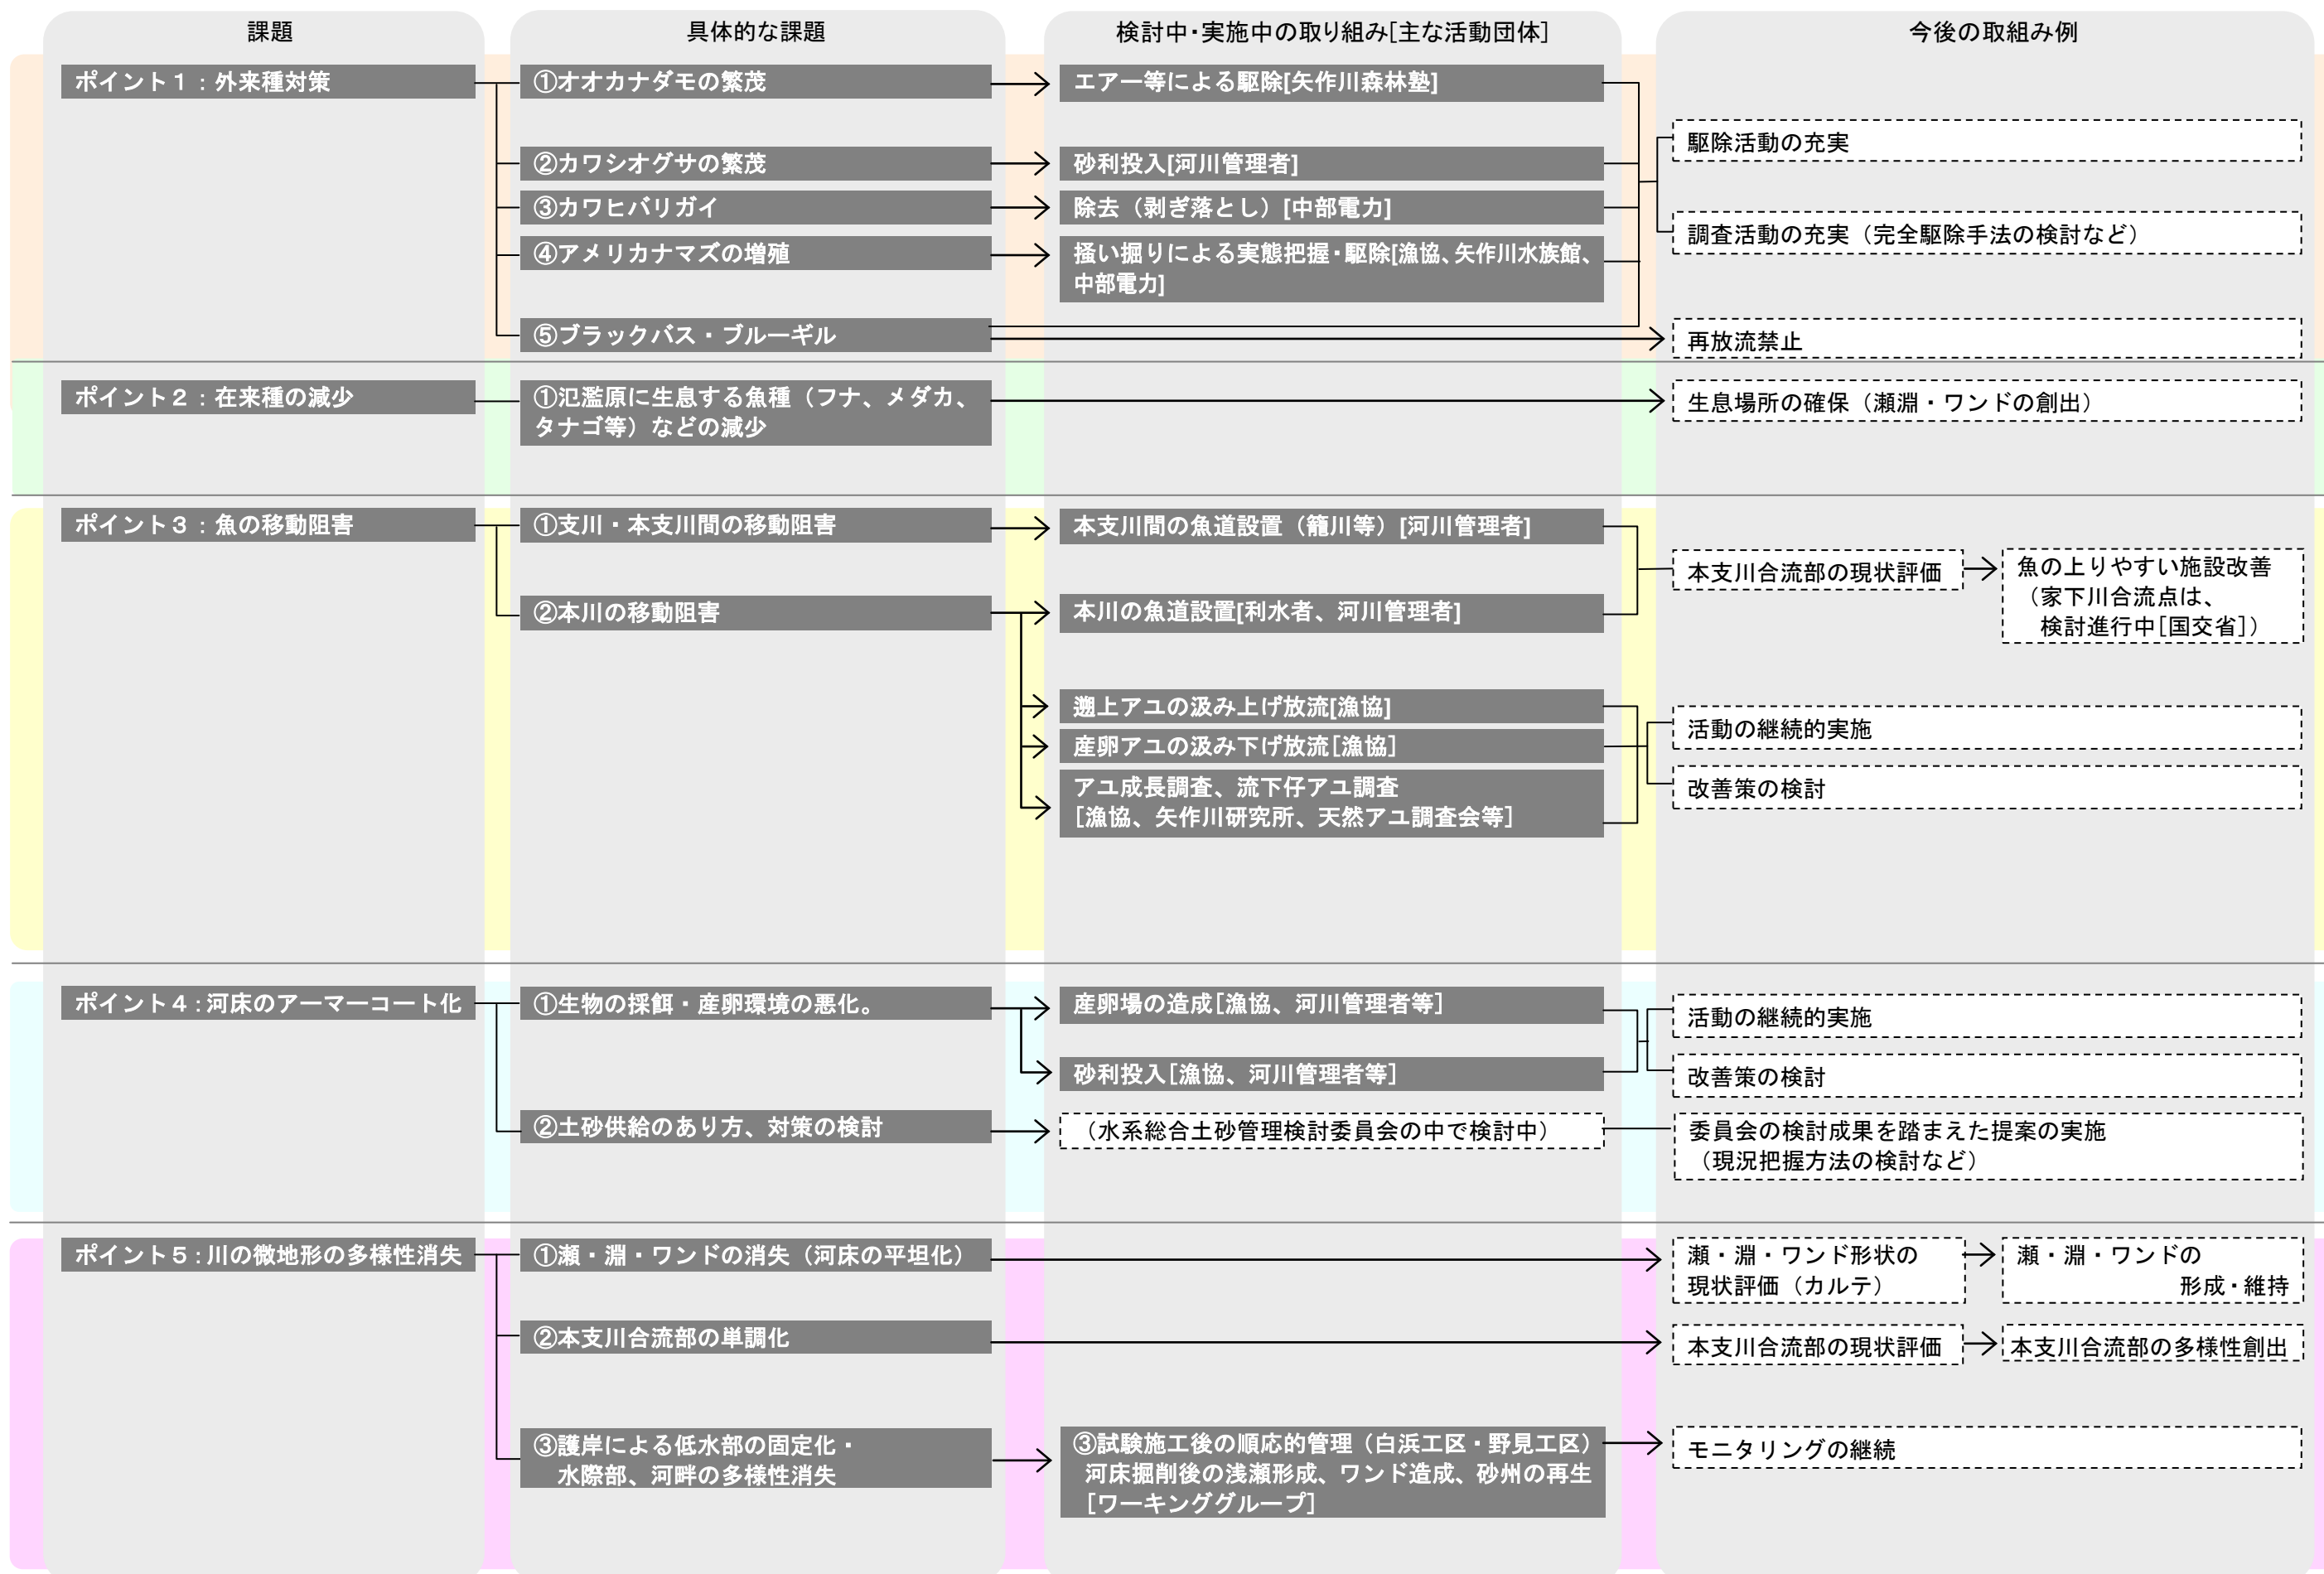 課題
具体的な課題
検討中・実施中の取り組み[主な活動団体]
今後の取組み例
ポイント１：外来種対策
①オオカナダモの繁茂
エアー等による駆除[矢作川森林塾]
駆除活動の充実
②カワシオグサの繁茂
砂利投入[河川管理者]
③カワヒバリガイ
除去（剥ぎ落とし）[中部電力]
調査活動の充実（完全駆除手法の検討など）
④アメリカナマズの増殖
掻い掘りによる実態把握・駆除[漁協、矢作川水族館、
中部電力]
⑤ブラックバス・ブルーギル
再放流禁止
ポイント２：在来種の減少
①氾濫原に生息する魚種（フナ、メダカ、
タナゴ等）などの減少
生息場所の確保（瀬淵・ワンドの創出）
ポイント３：魚の移動阻害
①支川・本支川間の移動阻害
本支川間の魚道設置（籠川等）[河川管理者]
本支川合流部の現状評価
魚の上りやすい施設改善
（家下川合流点は、
検討進行中[国交省]）
②本川の移動阻害
本川の魚道設置[利水者、河川管理者]
遡上アユの汲み上げ放流[漁協]
産卵アユの汲み下げ放流[漁協]
アユ成長調査、流下仔アユ調査
[漁協、矢作川研究所、天然アユ調査会等]
活動の継続的実施
改善策の検討
ポイント４：河床のアーマーコート化
①生物の採餌・産卵環境の悪化。
産卵場の造成[漁協、河川管理者等]
活動の継続的実施
砂利投入[漁協、河川管理者等]
改善策の検討
②土砂供給のあり方、対策の検討
（水系総合土砂管理検討委員会の中で検討中）
委員会の検討成果を踏まえた提案の実施
（現況把握方法の検討など）
ポイント５：川の微地形の多様性消失
①瀬・淵・ワンドの消失（河床の平坦化）
瀬・淵・ワンド形状の
現状評価（カルテ）
瀬・淵・ワンドの
形成・維持
②本支川合流部の単調化
本支川合流部の現状評価
本支川合流部の多様性創出
③護岸による低水部の固定化・
水際部、河畔の多様性消失
③試験施工後の順応的管理（白浜工区・野見工区）
河床掘削後の浅瀬形成、ワンド造成、砂州の再生
[ワーキンググループ]
モニタリングの継続